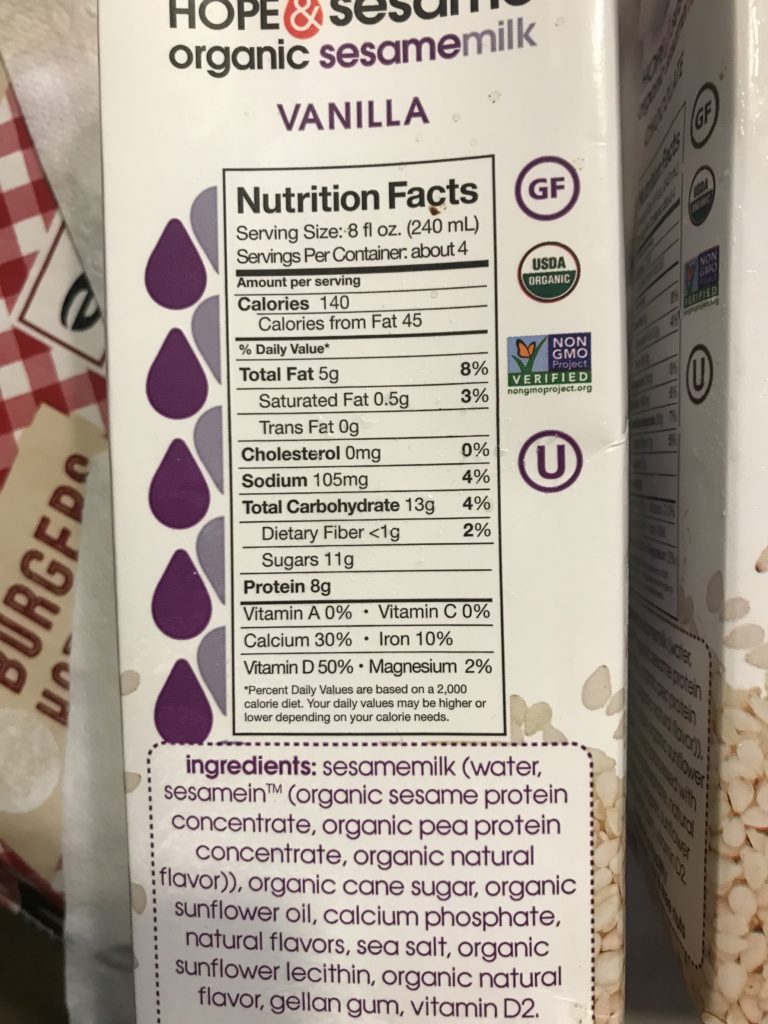 HOPE & sesame
organic sesamemilk
VANILLA
Nutrition Facts
Serving Size: 8 fl oz. (240 mL)
Servings Per Container: about 4
Amount per serving
Calories 140
Calories from Fat 45
% Daily Value*
Total Fat 5g 8%
Saturated Fat 0.5g 3%
Trans Fat 0g
Cholesterol 0mg 0%
Sodium 105mg 4%
Total Carbohydrate 13g 4%
Dietary Fiber <1g 2%
Sugars 11g
Protein 8g
Vitamin A 0% • Vitamin C 0%
Calcium 30% • Iron 10%
Vitamin D 50% • Magnesium 2%
*Percent Daily Values are based on a 2,000
calorie diet. Your daily values may be higher or
lower depending on your calorie needs.
ingredients: sesamemilk (water,
sesamein™ (organic sesame protein
concentrate, organic pea protein
concentrate, organic natural
flavor)), organic cane sugar, organic
sunflower oil, calcium phosphate,
natural flavors, sea salt, organic
sunflower lecithin, organic natural
flavor, gellan gum, vitamin D2.
GF
USDA
ORGANIC
NON
GMO
Project
VERIFIED
nongmoproject.org
U
GF
USDA
ORGANIC
NON
GMO
VERIFIED
U
BURGER